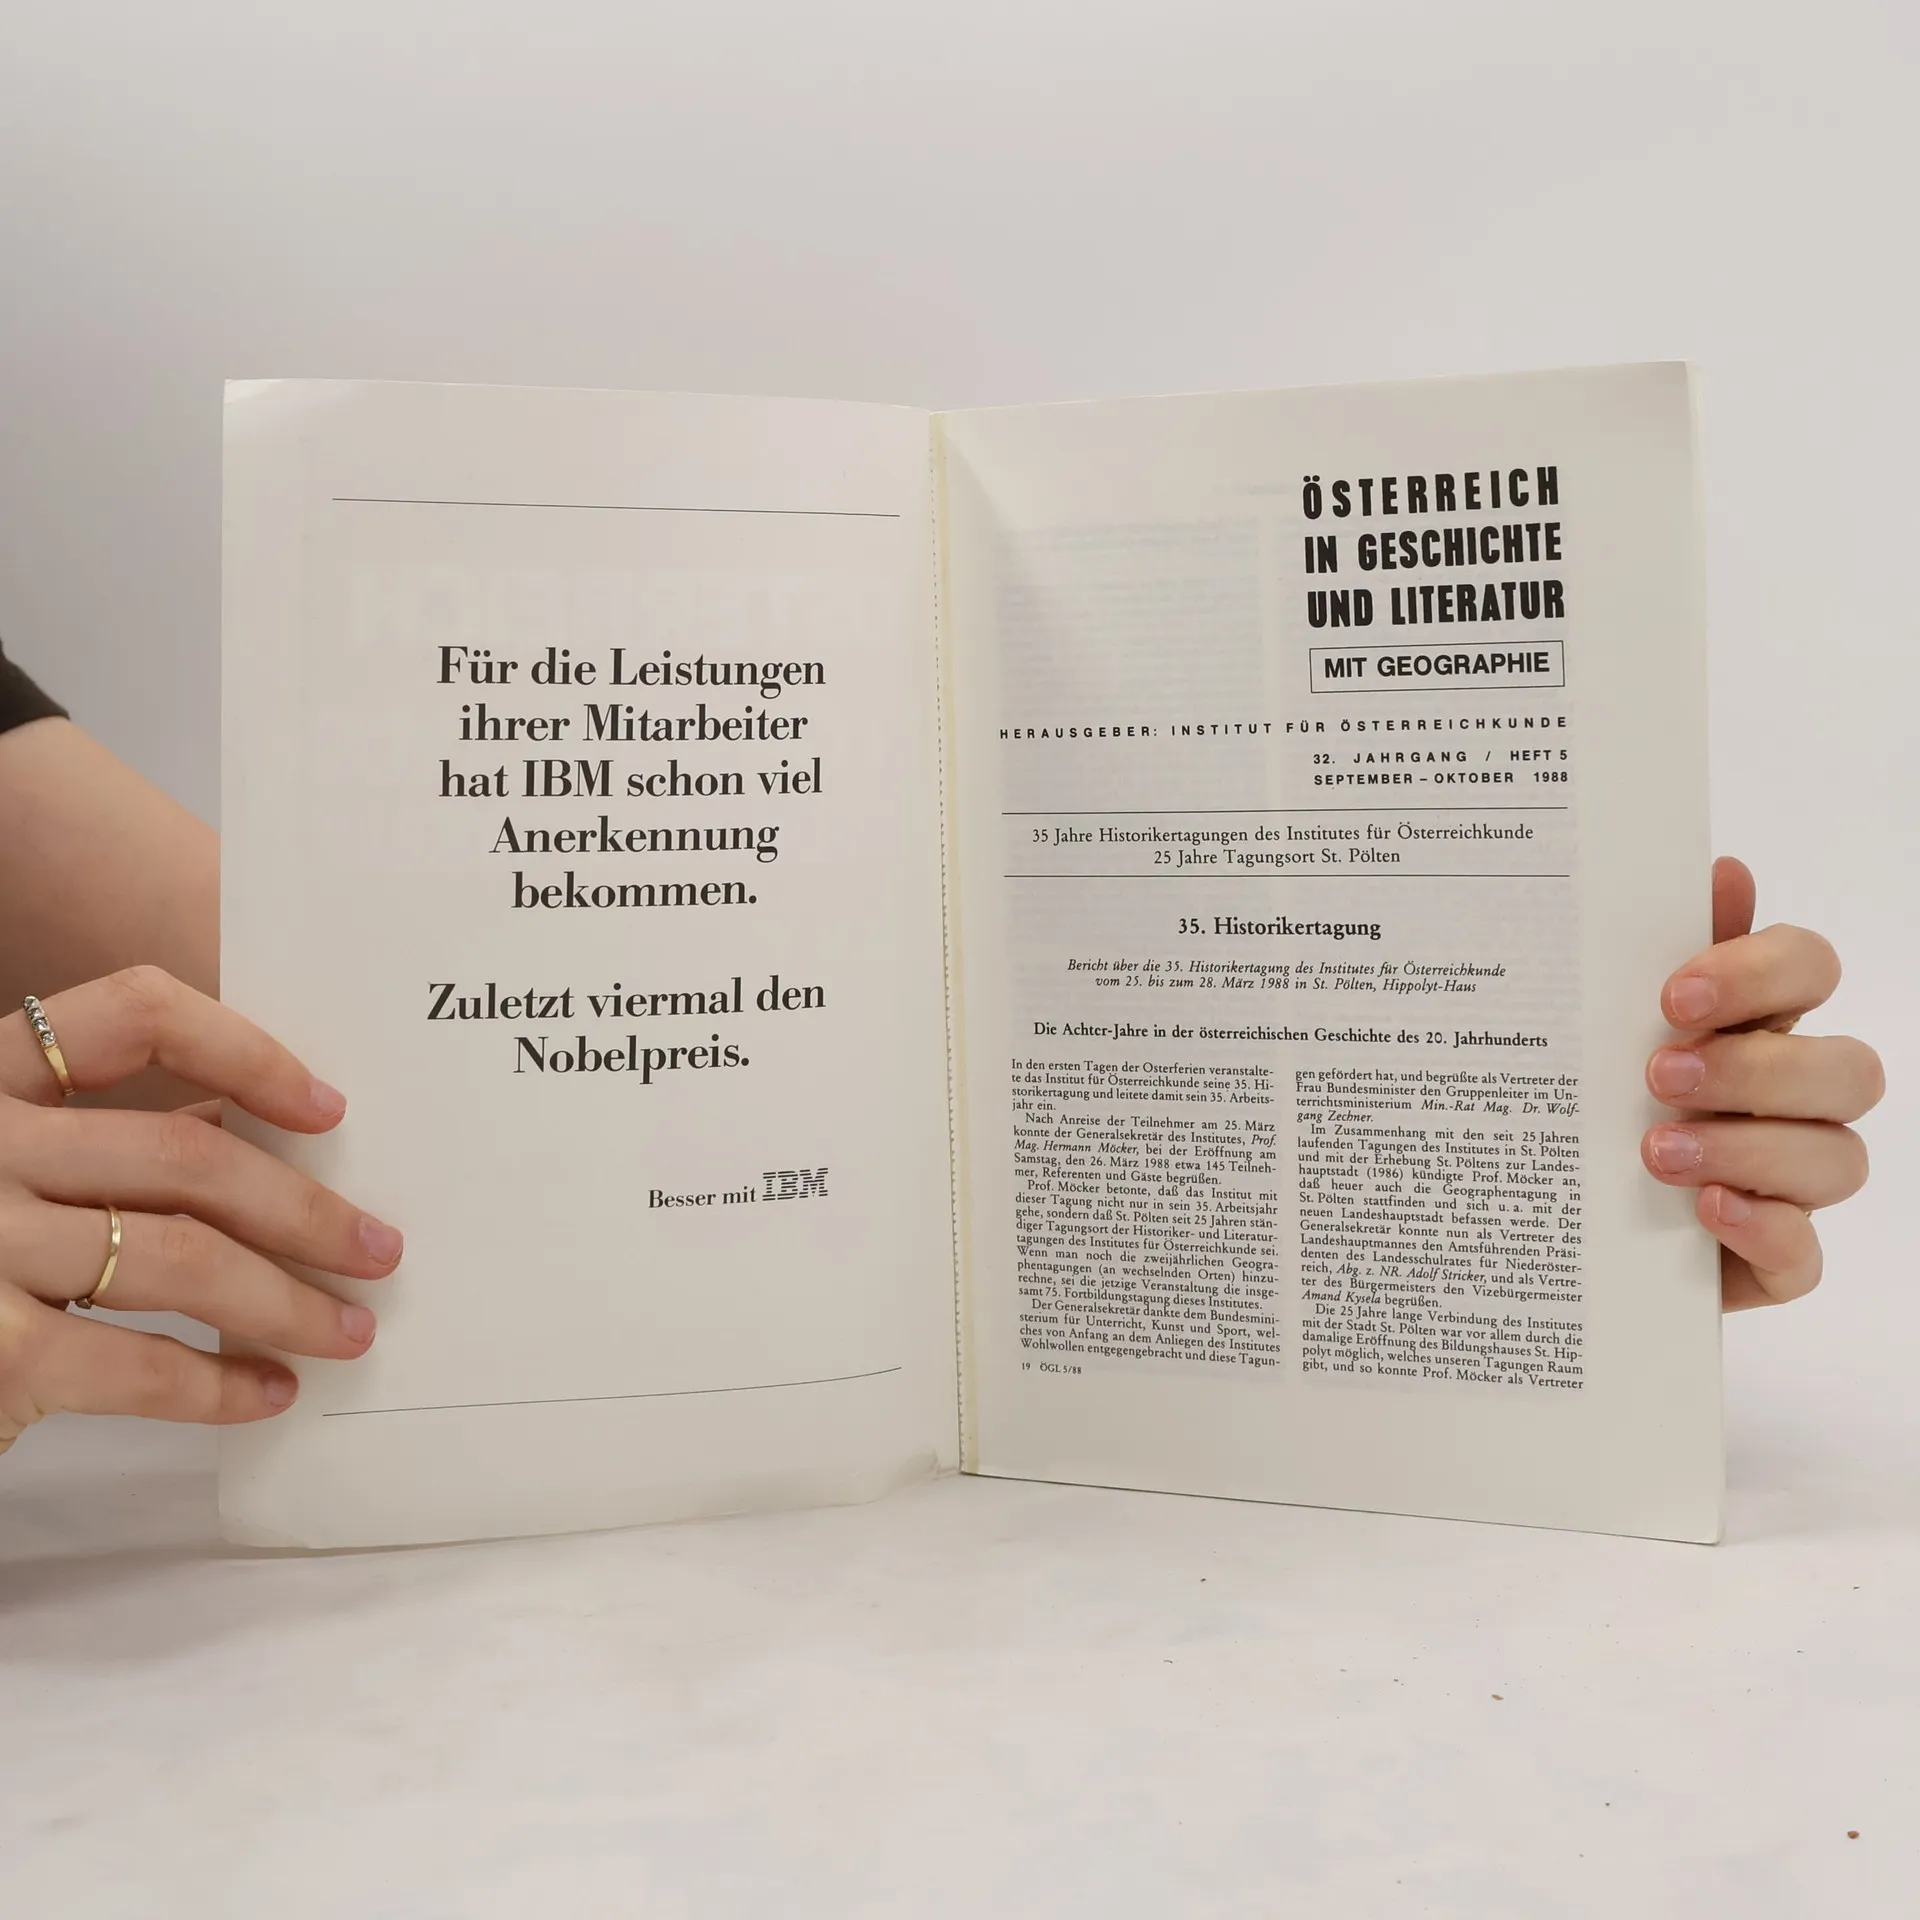 Für die Leistungen
ihrer Mitarbeiter
hat IBM schon viel
Anerkennung
bekommen.
Zuletzt viermal den
Nobelpreis.
Besser mit IBM
ÖSTERREICH
IN GESCHICHTE
UND LITERATUR
MIT GEOGRAPHIE
HERAUSGEBER: INSTITUT FÜR ÖSTERREICHKUNDE
32. JAHRGANG / HEFT 5
SEPTEMBER – OKTOBER 1988
35 Jahre Historikertagungen des Institutes für Österreichkunde
25 Jahre Tagungsort St. Pölten
35. Historikertagung
Bericht über die 35. Historikertagung des Institutes für Österreichkunde
vom 25. bis zum 28. März 1988 in St. Pölten, Hippolyt-Haus
Die Achter-Jahre in der österreichischen Geschichte des 20. Jahrhunderts
In den ersten Tagen der Osterferien veranstalte-
te das Institut für Österreichkunde seine 35. Hi-
storikertagung und leitete damit sein 35. Arbeits-
jahr ein.
Nach Anreise der Teilnehmer am 25. März
konnte der Generalsekretär des Institutes, Prof.
Mag. Hermann Möcker, bei der Eröffnung am
Samstag, den 26. März 1988 etwa 145 Teilneh-
mer, Referenten und Gäste begrüßen.
Prof. Möcker betonte, daß das Institut mit
dieser Tagung nicht nur in sein 35. Arbeitsjahr
gehe, sondern daß St. Pölten seit 25 Jahren stän-
diger Tagungsort der Historiker- und Literatur-
tagungen des Institutes für Österreichkunde sei.
Wenn man noch die zweijährlichen Geogra-
phentagungen (an wechselnden Orten) hinzu-
rechne, sei die jetzige Veranstaltung die insge-
samt 75. Fortbildungstagung dieses Institutes.
Der Generalsekretär dankte dem Bundesmini-
sterium für Unterricht, Kunst und Sport, wel-
ches von Anfang an dem Anliegen des Institutes
Wohlwollen entgegengebracht und diese Tagun-
19 ÖGL 5/88
gen gefördert hat, und begrüßte als Vertreter der
Frau Bundesminister den Gruppenleiter im Un-
terrichtsministerium Min.-Rat Mag. Dr. Wolf-
gang Zechner.
Im Zusammenhang mit den seit 25 Jahren
laufenden Tagungen des Institutes in St. Pölten
und mit der Erhebung St. Pöltens zur Landes-
hauptstadt (1986) kündigte Prof. Möcker an,
daß heuer auch die Geographentagung in
St. Pölten stattfinden und sich u. a. mit der
neuen Landeshauptstadt befassen werde. Der
Generalsekretär konnte nun als Vertreter des
Landeshauptmannes den Amtsführenden Präsi-
denten des Landesschulrates für Niederöster-
reich, Abg. z. NR. Adolf Stricker, und als Vertre-
ter des Bürgermeisters den Vizebürgermeister
Amand Kysela begrüßen.
Die 25 Jahre lange Verbindung des Institutes
mit der Stadt St. Pölten war vor allem durch die
damalige Eröffnung des Bildungshauses St. Hip-
polyt möglich, welches unseren Tagungen Raum
gibt, und so konnte Prof. Möcker als Vertreter